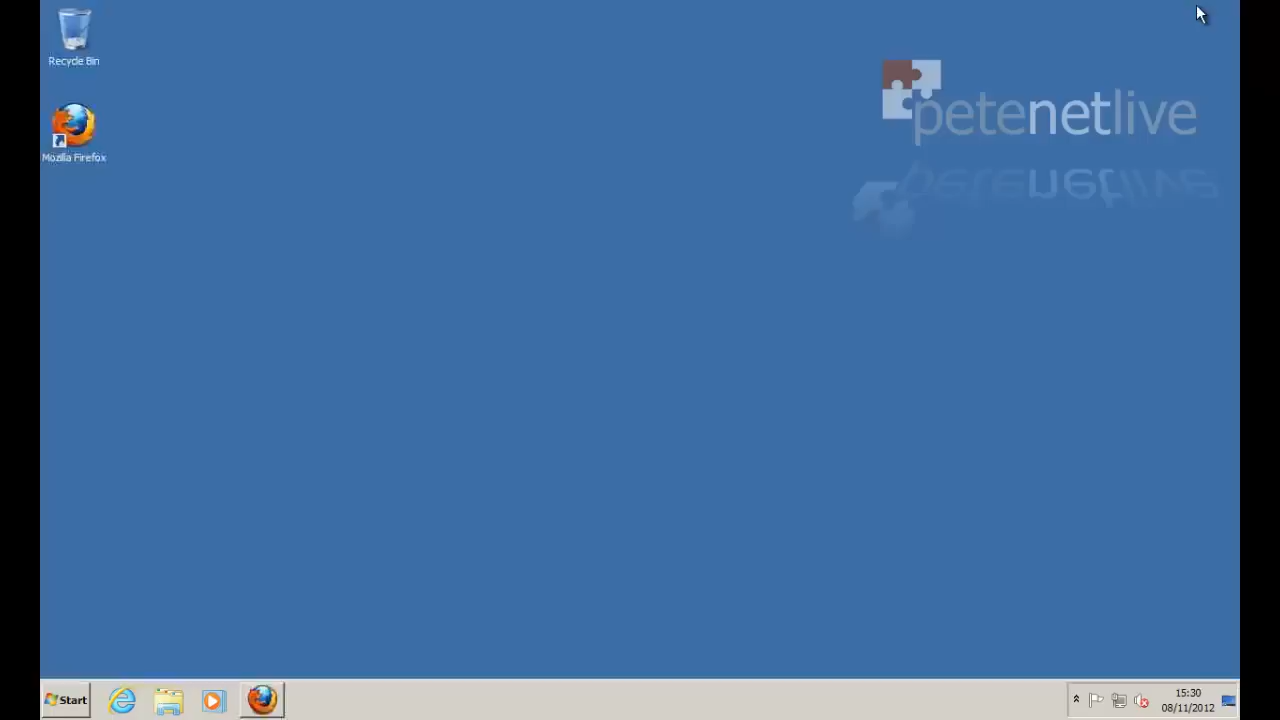 Recycle Bin
petenetlive
Mozilla Firefox
Start
15:30
08/11/2012